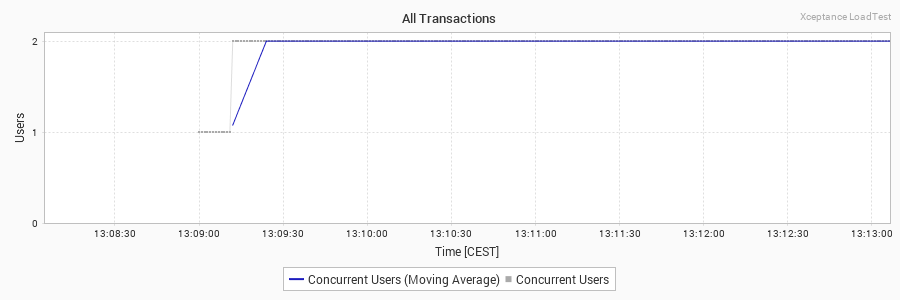 All Transactions
Xceptance LoadTest
2
1
0
Users
13:08:30 13:09:00 13:09:30 13:10:00 13:10:30 13:11:00 13:11:30 13:12:00 13:12:30 13:13:00
Time [CEST]
Concurrent Users (Moving Average) Concurrent Users